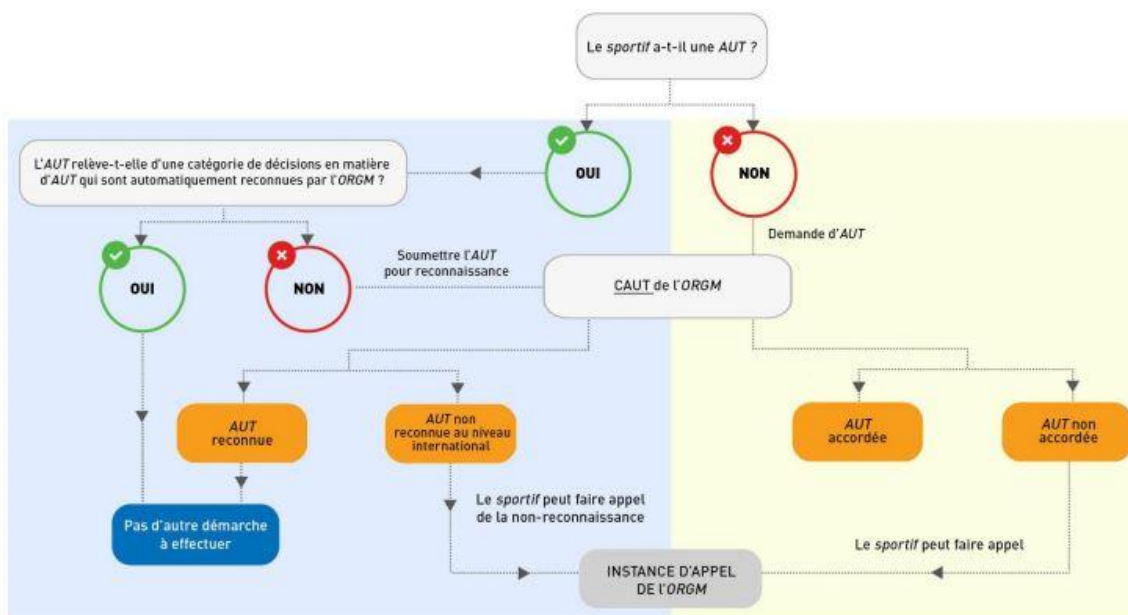 Le sportif a-t-il une AUT ?
L'AUT relève-t-elle d'une catégorie de décisions en matière
d'AUT qui sont automatiquement reconnues par l'ORGM ?
OUI
NON
Demande d'AUT
OUI
NON
Soumettre l'AUT
pour reconnaissance
CAUT de l'ORGM
AUT
reconnue
AUT non
reconnue au niveau
international
AUT
accordée
AUT non
accordée
Pas d'autre démarche
à effectuer
Le sportif peut faire appel
de la non-reconnaissance
Le sportif peut faire appel
INSTANCE D'APPEL
DE L'ORGM